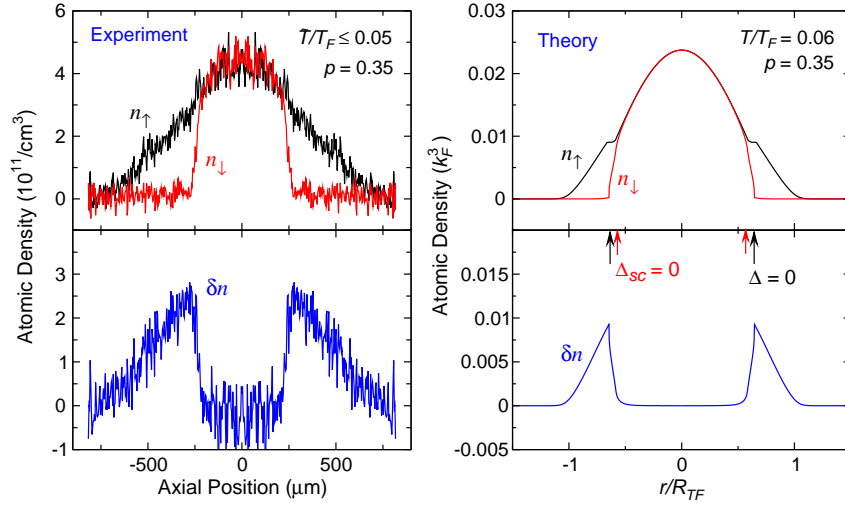 Experiment
T̃/T_F ≤ 0.05
p = 0.35
n↑
n↓
6
4
2
0
Atomic Density (10¹¹/cm³)
δn
3
2
1
0
-1
-500
0
500
Axial Position (μm)
Theory
T/T_F = 0.06
p = 0.35
n↑
n↓
0.03
0.02
0.01
0
Atomic Density (k_F³)
Δ_sc = 0
Δ = 0
δn
0.015
0.01
0.005
0
-0.005
-1
0
1
r/R_TF